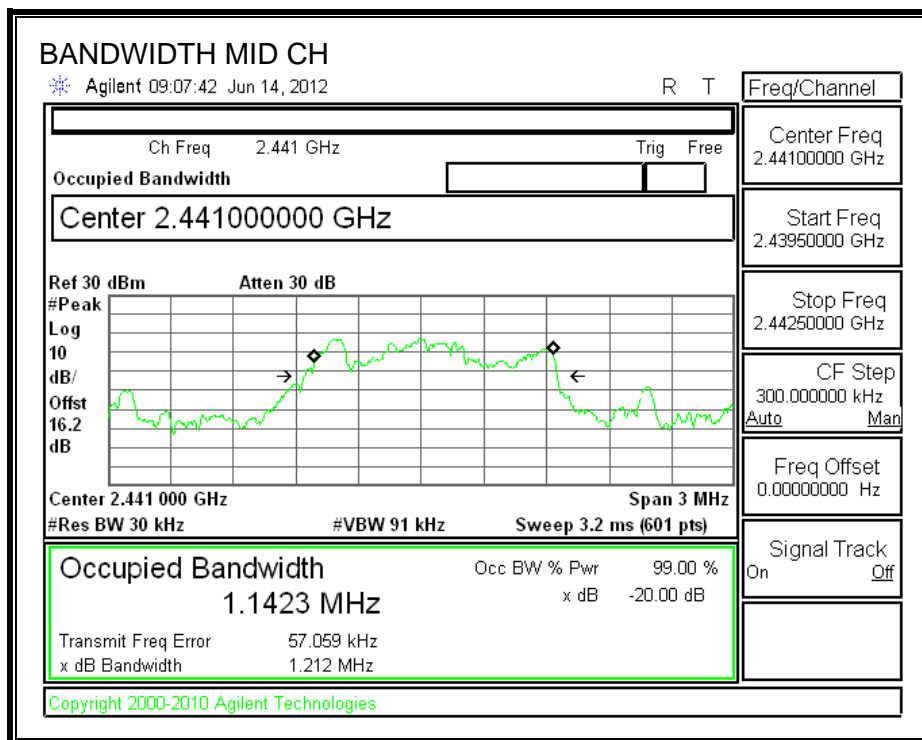 BANDWIDTH MID CH
Agilent 09:07:42 Jun 14, 2012 R T
Ch Freq 2.441 GHz Trig Free
Occupied Bandwidth
Center 2.441000000 GHz
Ref 30 dBm Atten 30 dB
#Peak
Log
10
dB/
Offst
16.2
dB
Center 2.441 000 GHz Span 3 MHz
#Res BW 30 kHz #VBW 91 kHz Sweep 3.2 ms (601 pts)
Occupied Bandwidth Occ BW % Pwr 99.00 %
1.1423 MHz x dB -20.00 dB
Transmit Freq Error 57.059 kHz
x dB Bandwidth 1.212 MHz
Copyright 2000-2010 Agilent Technologies
Freq/Channel
Center Freq
2.44100000 GHz
Start Freq
2.43950000 GHz
Stop Freq
2.44250000 GHz
CF Step
300.000000 kHz
Auto Man
Freq Offset
0.00000000 Hz
Signal Track
On Off